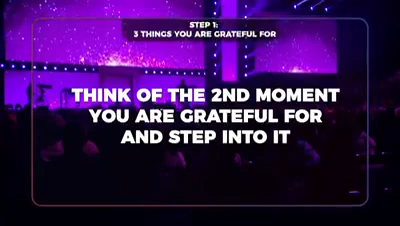 STEP 1:
3 THINGS YOU ARE GRATEFUL FOR
THINK OF THE 2ND MOMENT
YOU ARE GRATEFUL FOR
AND STEP INTO IT